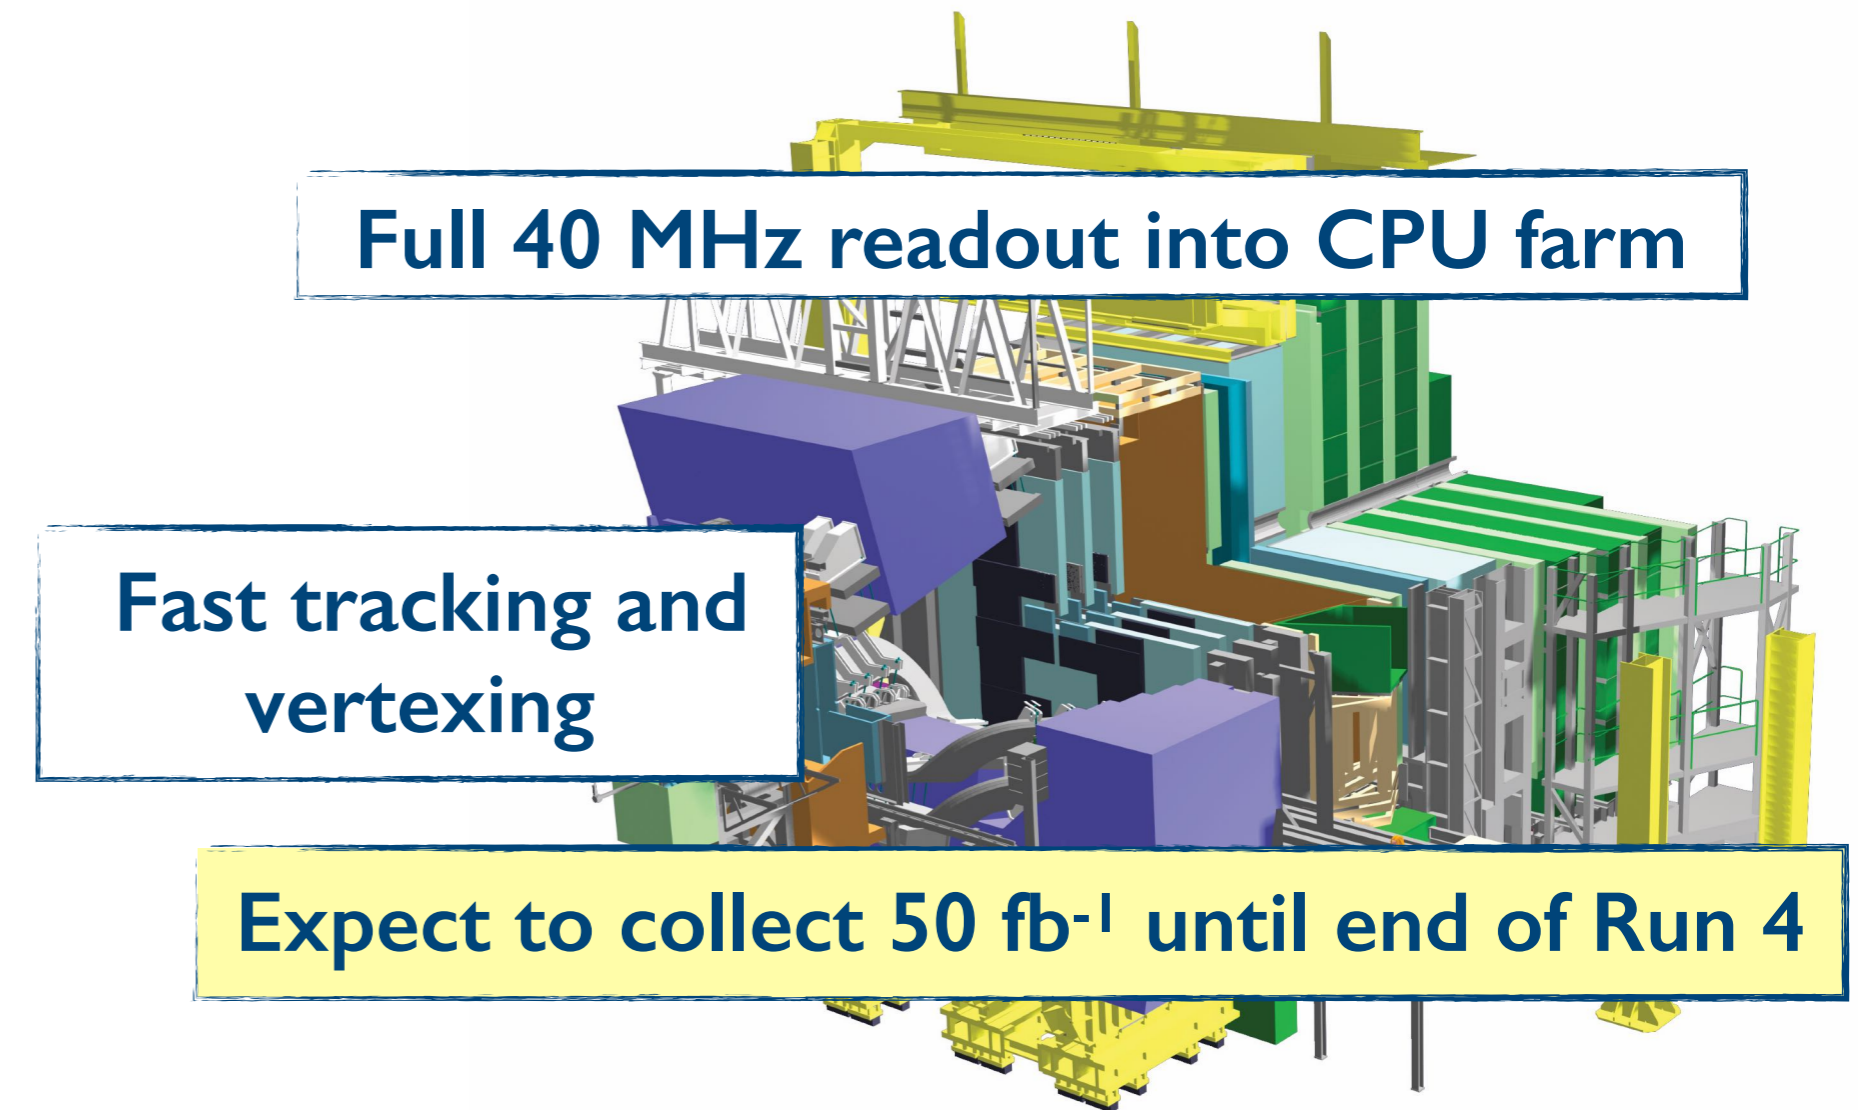 Full 40 MHz readout into CPU farm
Fast tracking and
vertexing
Expect to collect 50 fb⁻¹ until end of Run 4